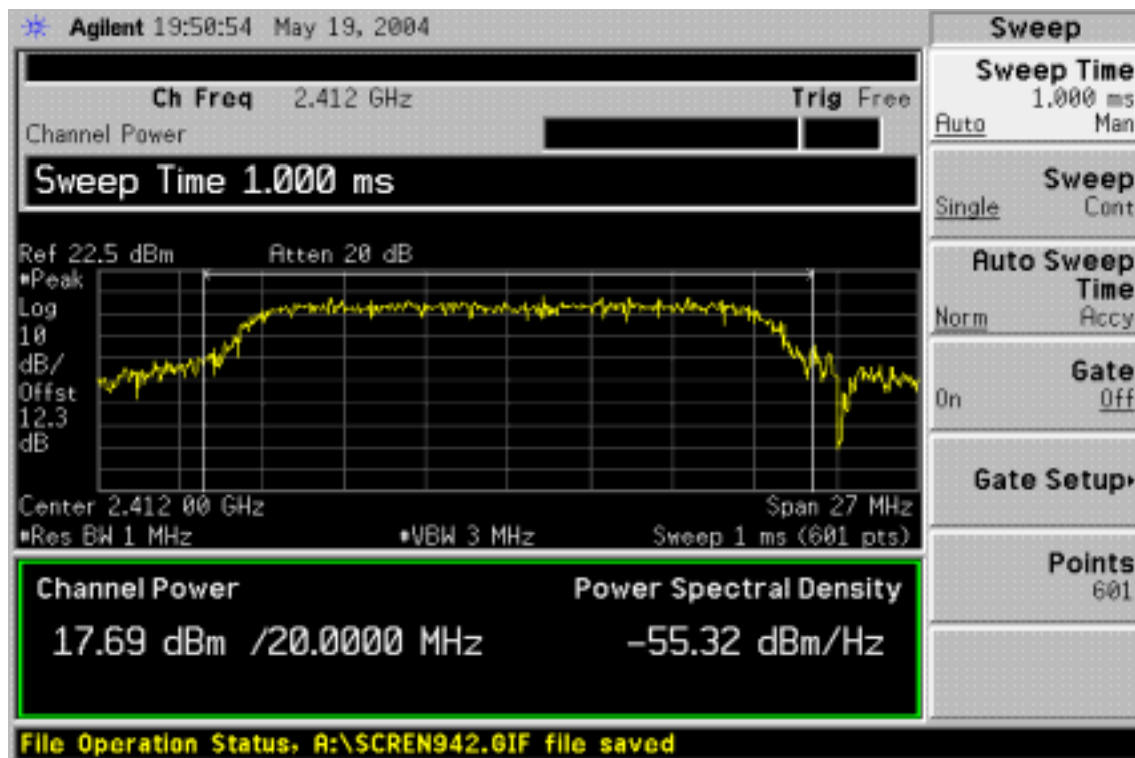 Agilent 19:50:54 May 19, 2004
Ch Freq 2.412 GHz Trig Free
Channel Power
Sweep Time 1.000 ms
Ref 22.5 dBm Atten 20 dB
#Peak
Log
10
dB/
Offst
12.3
dB
Center 2.412 00 GHz Span 27 MHz
#Res BW 1 MHz #VBW 3 MHz Sweep 1 ms (601 pts)
Channel Power Power Spectral Density
17.69 dBm /20.0000 MHz -55.32 dBm/Hz
File Operation Status, A:\SCREN942.GIF file saved
Sweep
Sweep Time
1.000 ms
Auto Man
Sweep
Single Cont
Auto Sweep
Time
Norm Accy
Gate
On Off
Gate Setup
Points
601